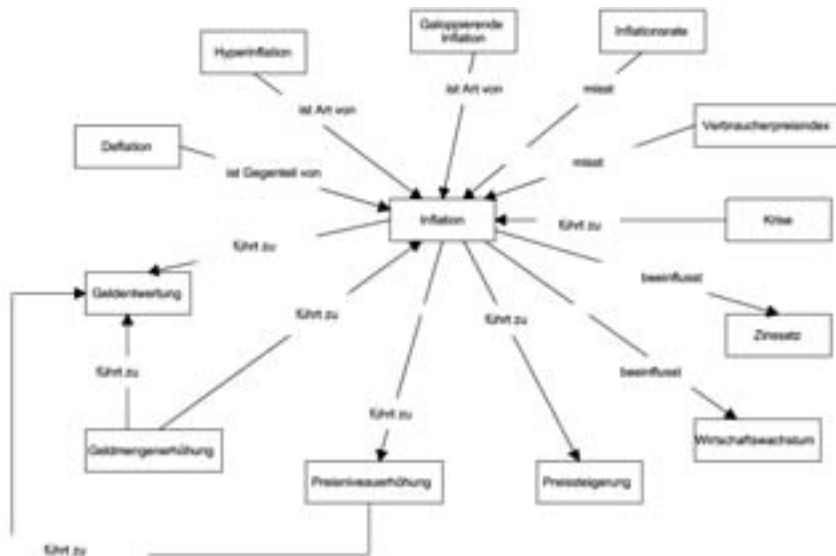 Galoppierende
Inflation
Inflationsrate
Hyperinflation
ist Art von
ist Art von
misst
Verbraucherpreisindex
Deflation
misst
ist Gegenteil von
Inflation
führt zu
Krise
führt zu
beeinflusst
Geldentwertung
führt zu
führt zu
Zinssatz
führt zu
beeinflusst
führt zu
Geldmengenerhöhung
Wirtschaftswachstum
Preisniveauerhöhung
Preissteigerung
führt zu